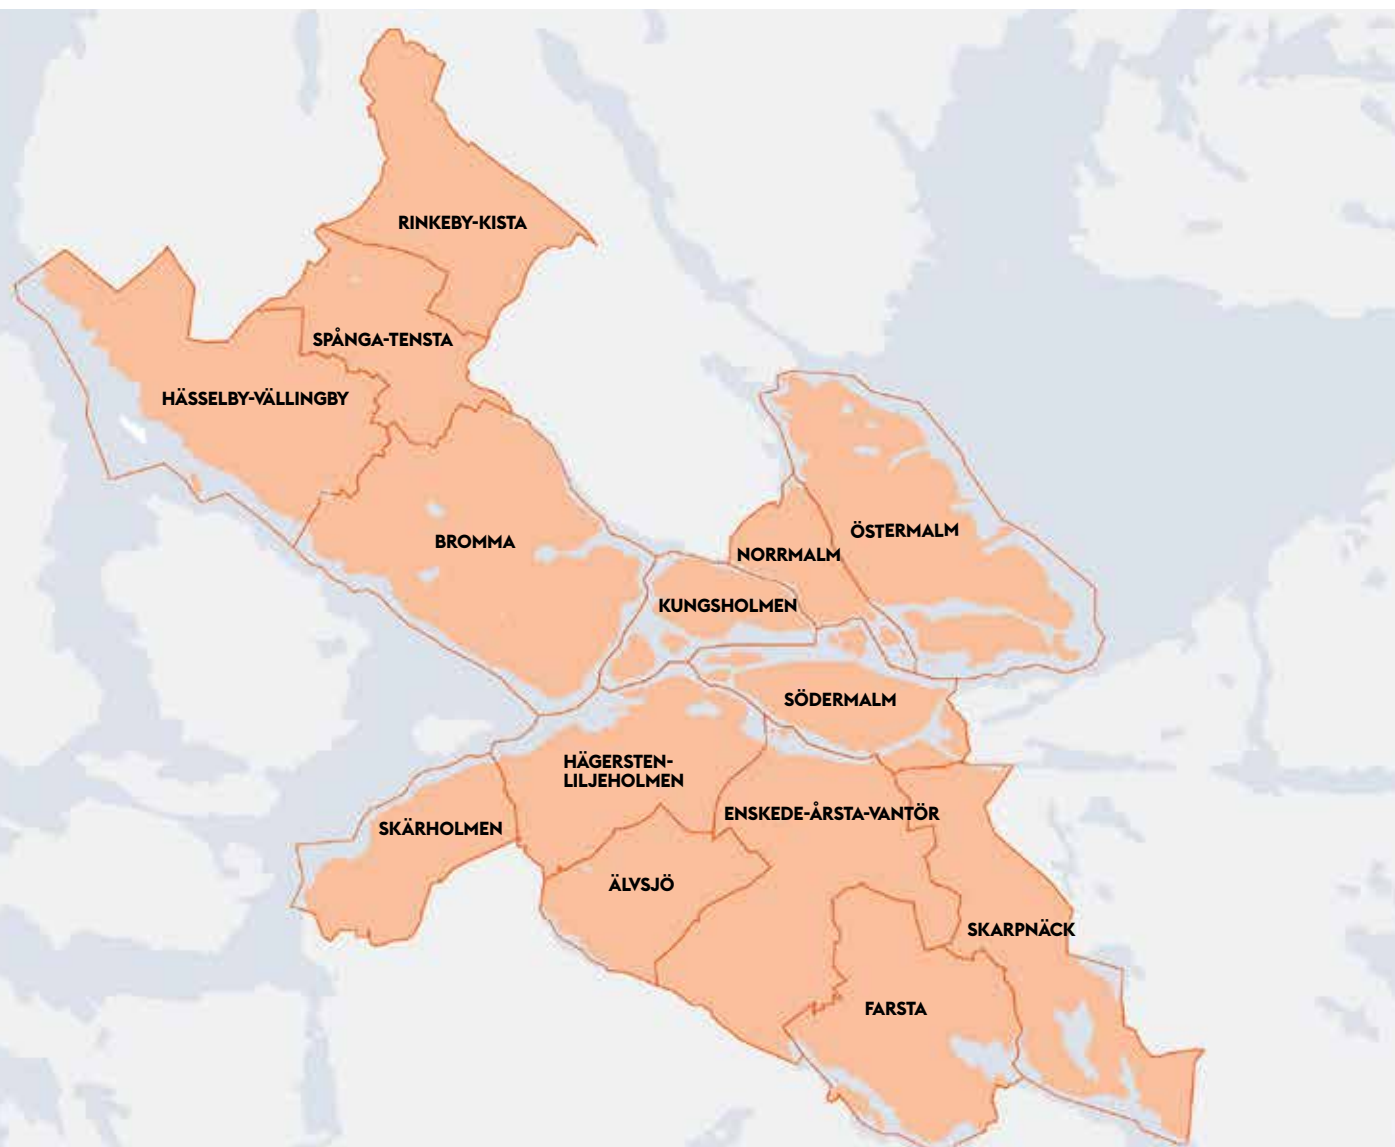 RINKEBY-KISTA
SPÅNGA-TENSTA
HÄSSELBY-VÄLLINGBY
BROMMA
ÖSTERMALM
NORRMALM
KUNGSHOLMEN
SÖDERMALM
HÄGERSTEN-
LILJEHOLMEN
ENSKEDE-ÅRSTA-VANTÖR
SKÄRHOLMEN
ÄLVSJÖ
SKARPNÄCK
FARSTA